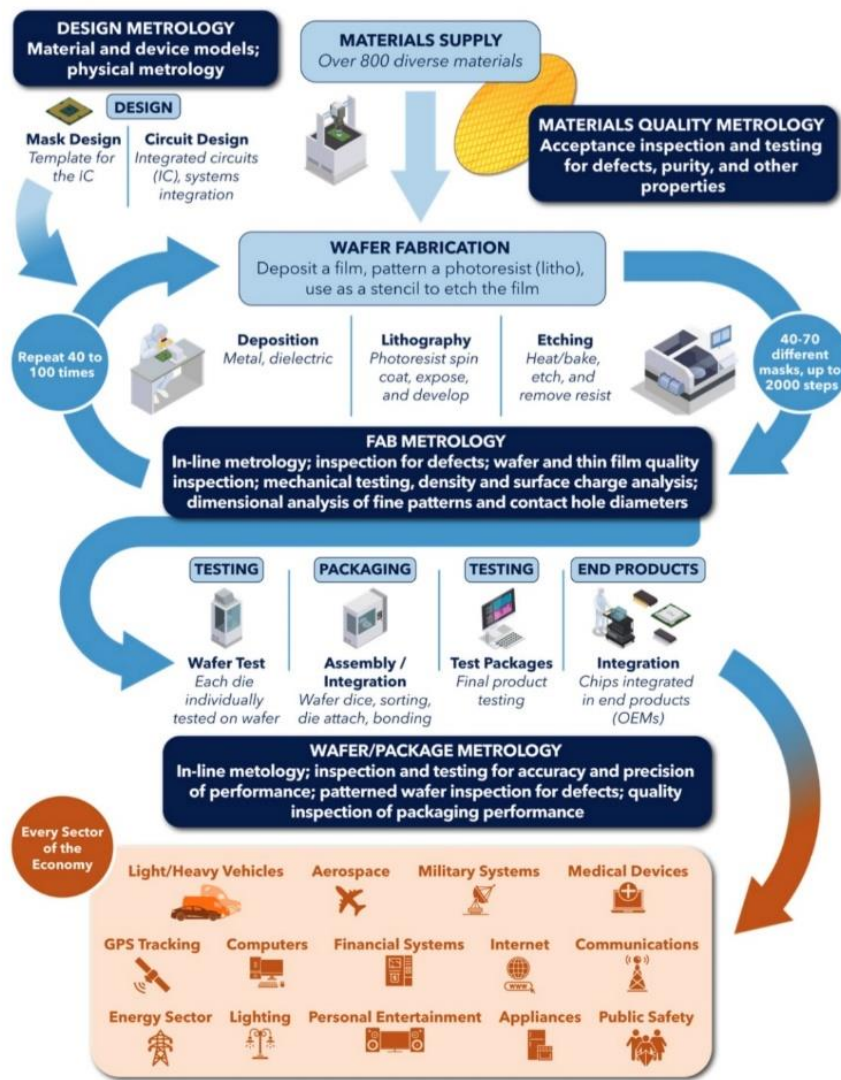 DESIGN METROLOGY
Material and device models;
physical metrology
DESIGN
Mask Design
Template for
the IC
Circuit Design
Integrated circuits
(IC), systems
integration
MATERIALS SUPPLY
Over 800 diverse materials
MATERIALS QUALITY METROLOGY
Acceptance inspection and testing
for defects, purity, and other
properties
WAFER FABRICATION
Deposit a film, pattern a photoresist (litho),
use as a stencil to etch the film
Repeat 40 to
100 times
Deposition
Metal, dielectric
Lithography
Photoresist spin
coat, expose,
and develop
Etching
Heat/bake,
etch, and
remove resist
40-70
different
masks, up to
2000 steps
FAB METROLOGY
In-line metrology; inspection for defects; wafer and thin film quality
inspection; mechanical testing, density and surface charge analysis;
dimensional analysis of fine patterns and contact hole diameters
TESTING
Wafer Test
Each die
individually
tested on wafer
PACKAGING
Assembly /
Integration
Wafer dice, sorting,
die attach, bonding
TESTING
Test Packages
Final product
testing
END PRODUCTS
Integration
Chips integrated
in end products
(OEMs)
WAFER/PACKAGE METROLOGY
In-line metology; inspection and testing for accuracy and precision
of performance; patterned wafer inspection for defects; quality
inspection of packaging performance
Every Sector
of the
Economy
Light/Heavy Vehicles
Aerospace
Military Systems
Medical Devices
GPS Tracking
Computers
Financial Systems
Internet
WWW
Communications
Energy Sector
Lighting
Personal Entertainment
Appliances
Public Safety